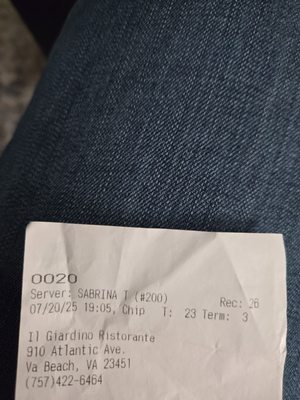 0020
Server: SABRINA T (#200) Rec: 26
07/20/25 19:05, Chip T: 23 Term: 3
Il Giardino Ristorante
910 Atlantic Ave.
Va Beach, VA 23451
(757)422-6464